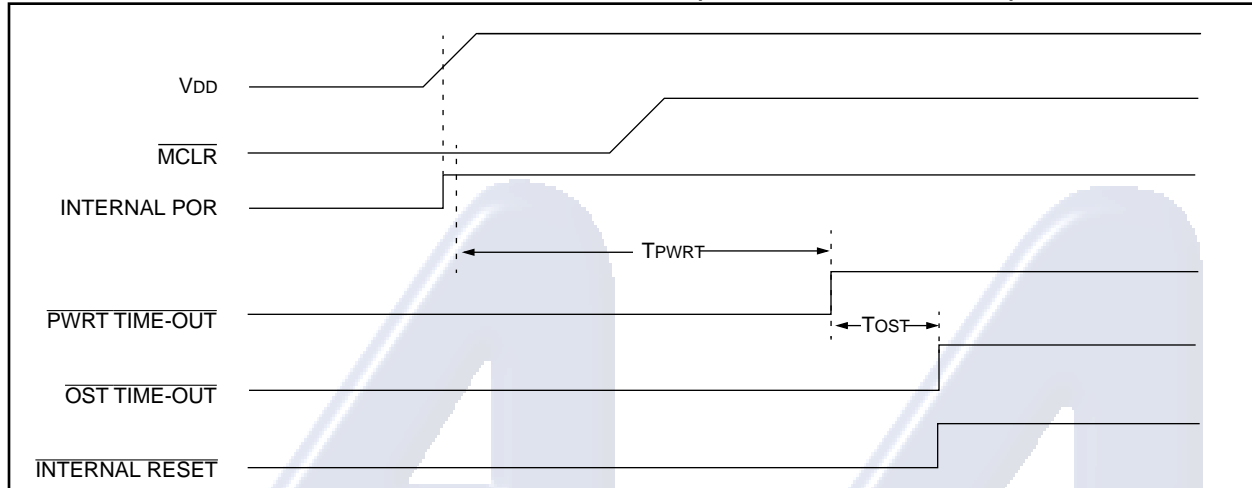 VDD
MCLR
INTERNAL POR
TPWRT
PWRT TIME-OUT
TOST
OST TIME-OUT
INTERNAL RESET